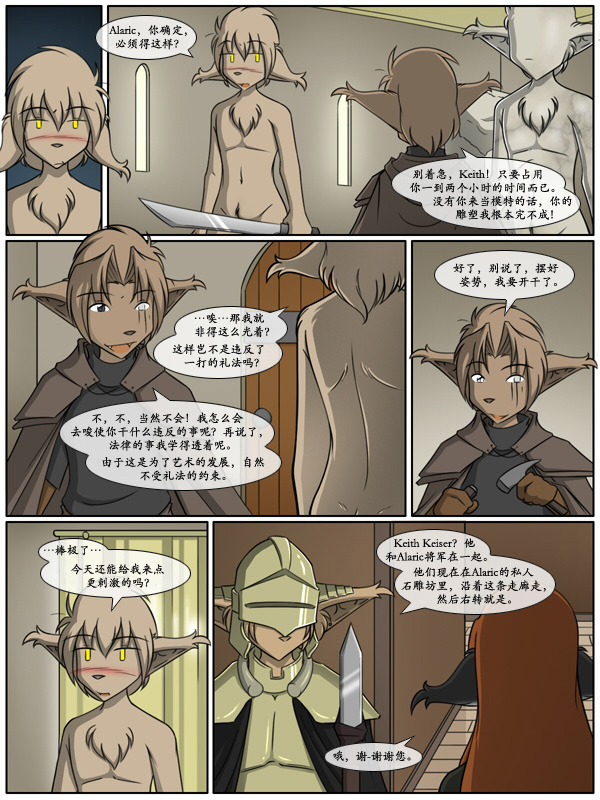 Alaric，你确定，
必须得这样？
别着急，Keith！只要占用
你一到两个小时的时间而已。
没有你来当模特的话，你的
雕塑我根本完不成！
…唉…那我就
非得这么光着？
这样岂不是违反了
一打的礼法吗？
不，不，当然不会！我怎么会
去唆使你干什么违反的事呢？再说了，
法律的事我学得透着呢。
由于这是为了艺术的发展，自然
不受礼法的约束。
好了，别说了，摆好
姿势，我要开干了。
…棒极了…
今天还能给我来点
更刺激的吗？
Keith Keiser？他
和Alaric将军在一起。
他们现在在Alaric的私人
石雕坊里，沿着这条走廊走，
然后右转就是。
哦，谢-谢谢您。